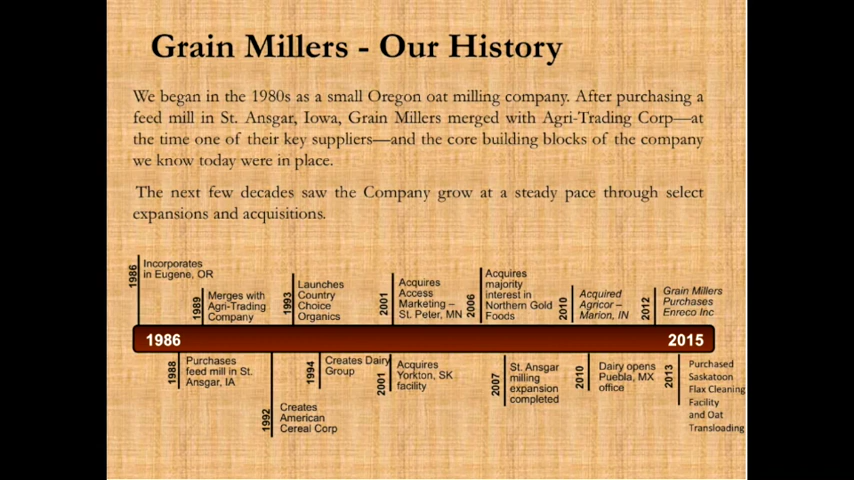 Grain Millers - Our History
We began in the 1980s as a small Oregon oat milling company. After purchasing a
feed mill in St. Ansgar, Iowa, Grain Millers merged with Agri-Trading Corp—at
the time one of their key suppliers—and the core building blocks of the company
we know today were in place.
The next few decades saw the Company grow at a steady pace through select
expansions and acquisitions.
1986
Incorporates
in Eugene, OR
1989
Merges with
Agri-Trading
Company
1993
Launches
Country
Choice
Organics
2001
Acquires
Access
Marketing –
St. Peter, MN
2006
Acquires
majority
interest in
Northern Gold
Foods
2010
Acquired
Agricor –
Marion, IN
2012
Grain Millers
Purchases
Enreco Inc
1986
2015
1988
Purchases
feed mill in St.
Ansgar, IA
1992
Creates
American
Cereal Corp
1994
Creates Dairy
Group
2001
Acquires
Yorkton, SK
facility
2007
St. Ansgar
milling
expansion
completed
2010
Dairy opens
Puebla, MX
office
2013
Purchased
Saskatoon
Flax Cleaning
Facility
and Oat
Transloading